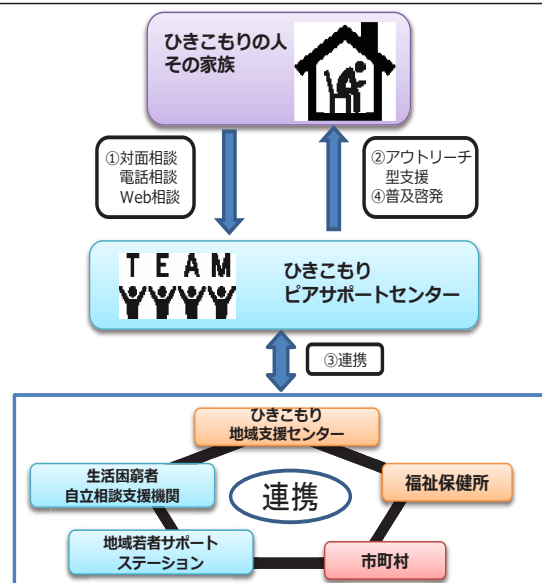 ひきこもりの人
その家族
①対面相談
電話相談
Web相談
②アウトリーチ
型支援
④普及啓発
TEAM
ひきこもり
ピアサポートセンター
③連携
ひきこもり
地域支援センター
生活困窮者
自立相談支援機関
連携
福祉保健所
地域若者サポート
ステーション
市町村